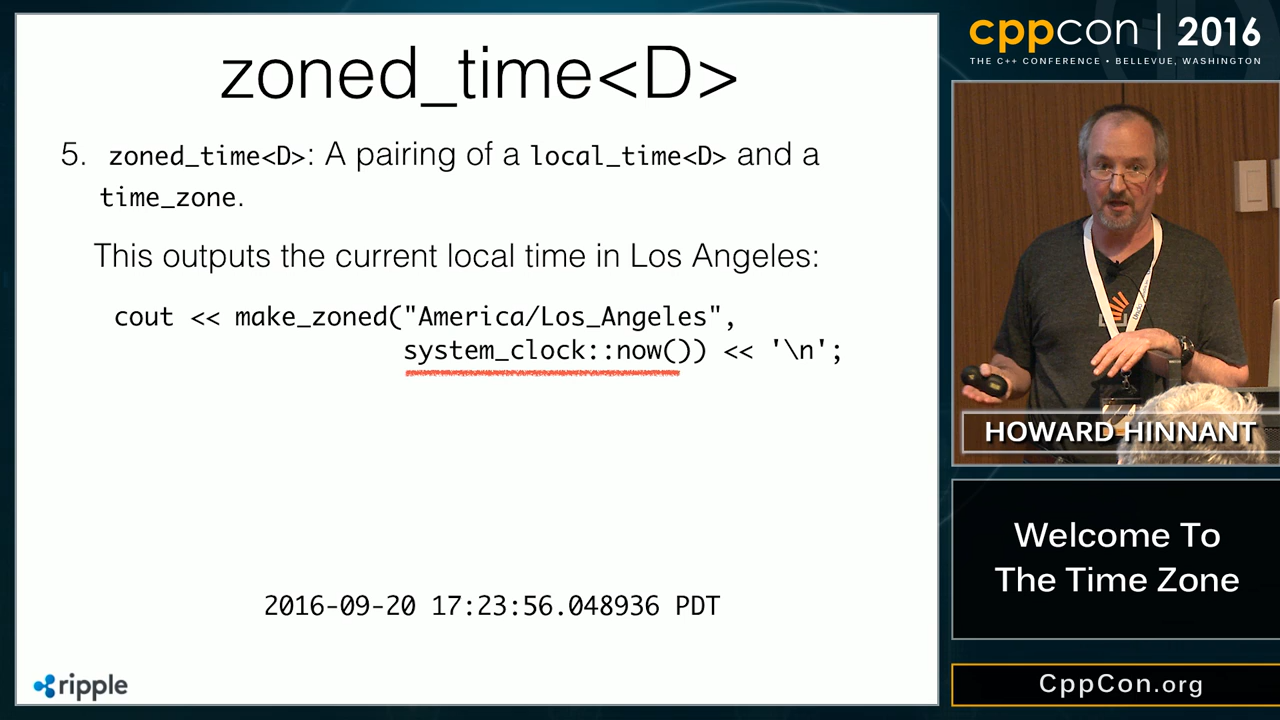 zoned_time<D>
5. zoned_time<D>: A pairing of a local_time<D> and a
time_zone.
This outputs the current local time in Los Angeles:
cout << make_zoned("America/Los_Angeles",
system_clock::now()) << '\n';
2016-09-20 17:23:56.048936 PDT
ripple
cppcon | 2016
THE C++ CONFERENCE • BELLEVUE, WASHINGTON
Undo
HOWARD HINNANT
Welcome To
The Time Zone
CppCon.org